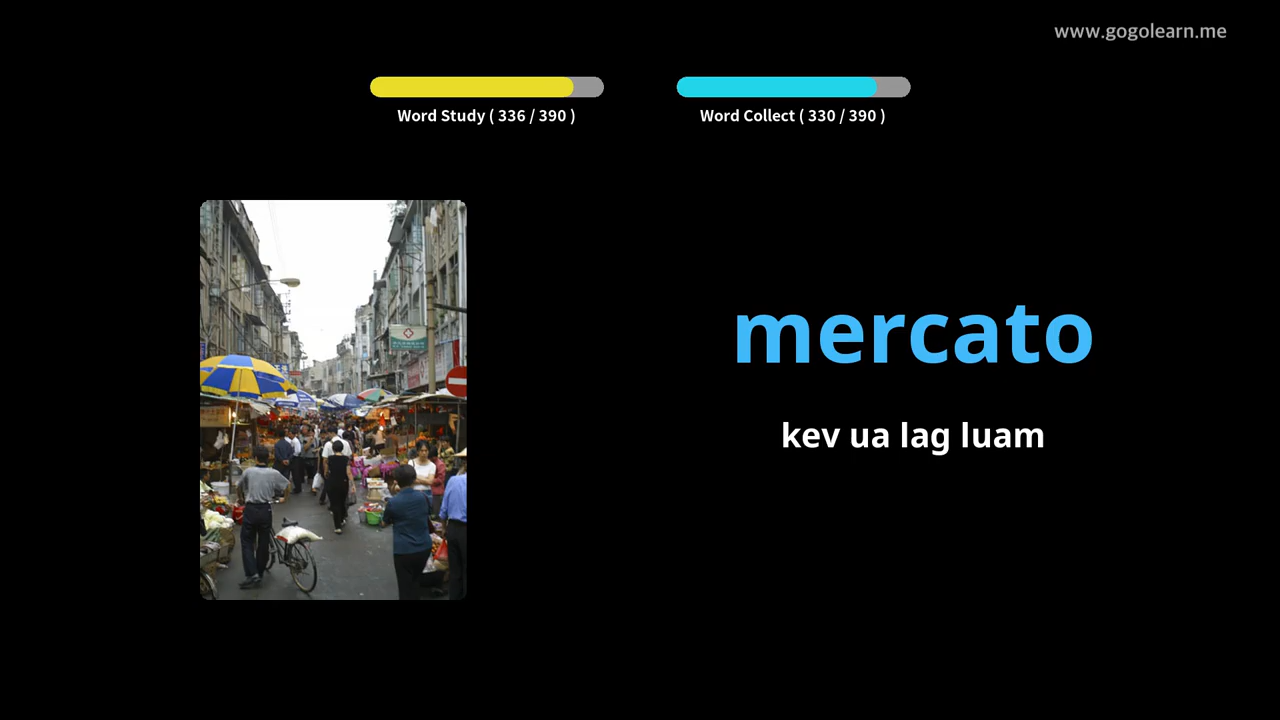 www.gogolearn.me
Word Study ( 336 / 390 )
Word Collect ( 330 / 390 )
mercato
kev ua lag luam